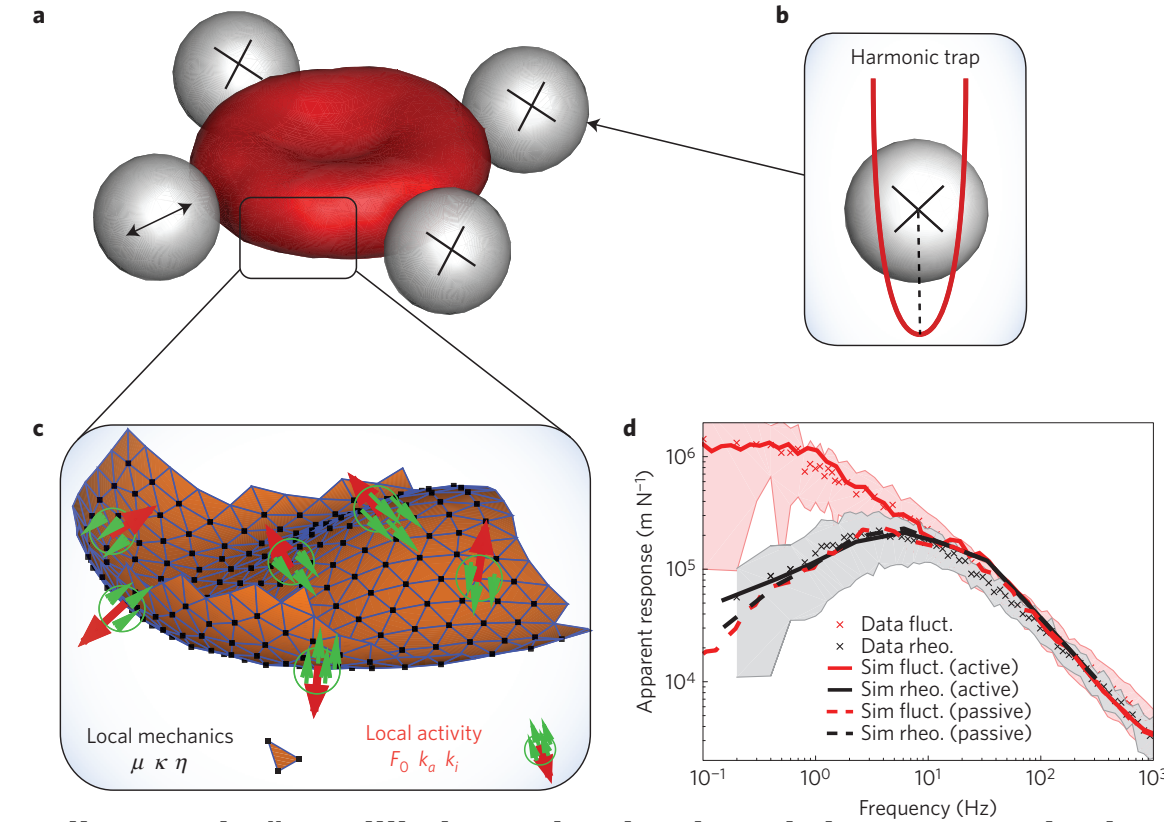 a
b
Harmonic trap
c
Local mechanics
μ κ η
Local activity
F₀ kₐ kᵢ
d
Apparent response (m N⁻¹)
10⁶
10⁵
10⁴
Data fluct.
Data rheo.
Sim fluct. (active)
Sim rheo. (active)
Sim fluct. (passive)
Sim rheo. (passive)
10⁻¹ 10⁰ 10¹ 10² 10³
Frequency (Hz)